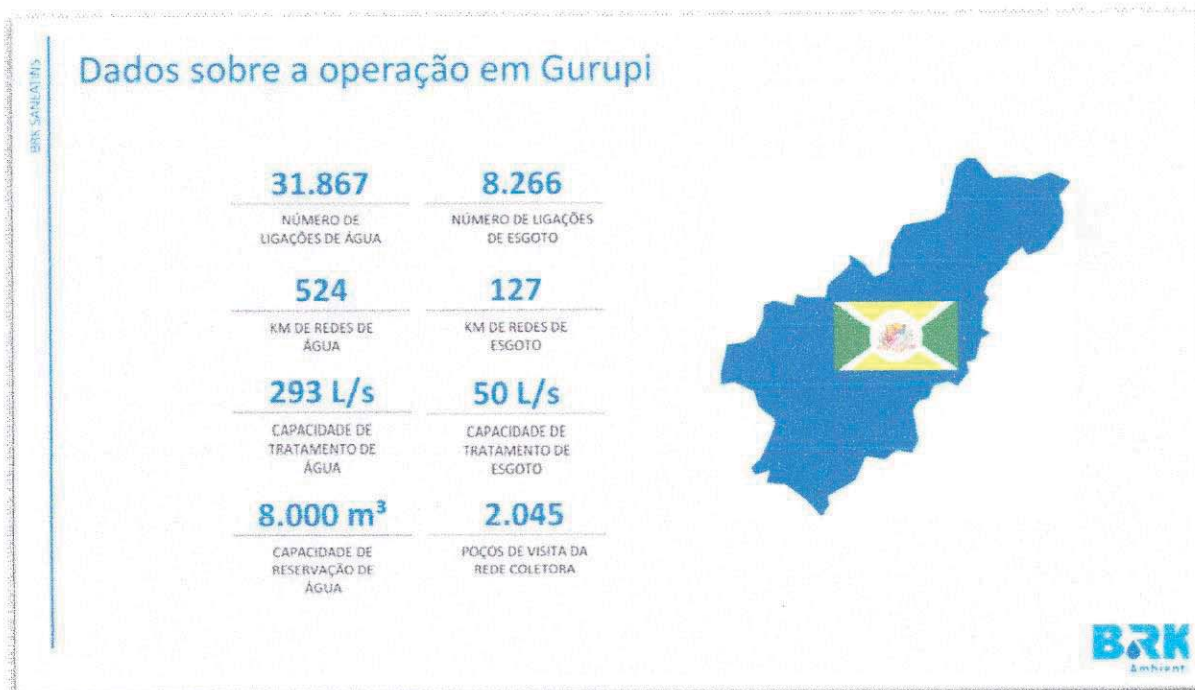 BRK SANEATINS
Dados sobre a operação em Gurupi
31.867
NÚMERO DE
LIGAÇÕES DE ÁGUA
8.266
NÚMERO DE LIGAÇÕES
DE ESGOTO
524
KM DE REDES DE
ÁGUA
127
KM DE REDES DE
ESGOTO
293 L/s
CAPACIDADE DE
TRATAMENTO DE
ÁGUA
50 L/s
CAPACIDADE DE
TRATAMENTO DE
ESGOTO
8.000 m³
CAPACIDADE DE
RESERVAÇÃO DE
ÁGUA
2.045
POÇOS DE VISITA DA
REDE COLETORA
BRK
Ambient